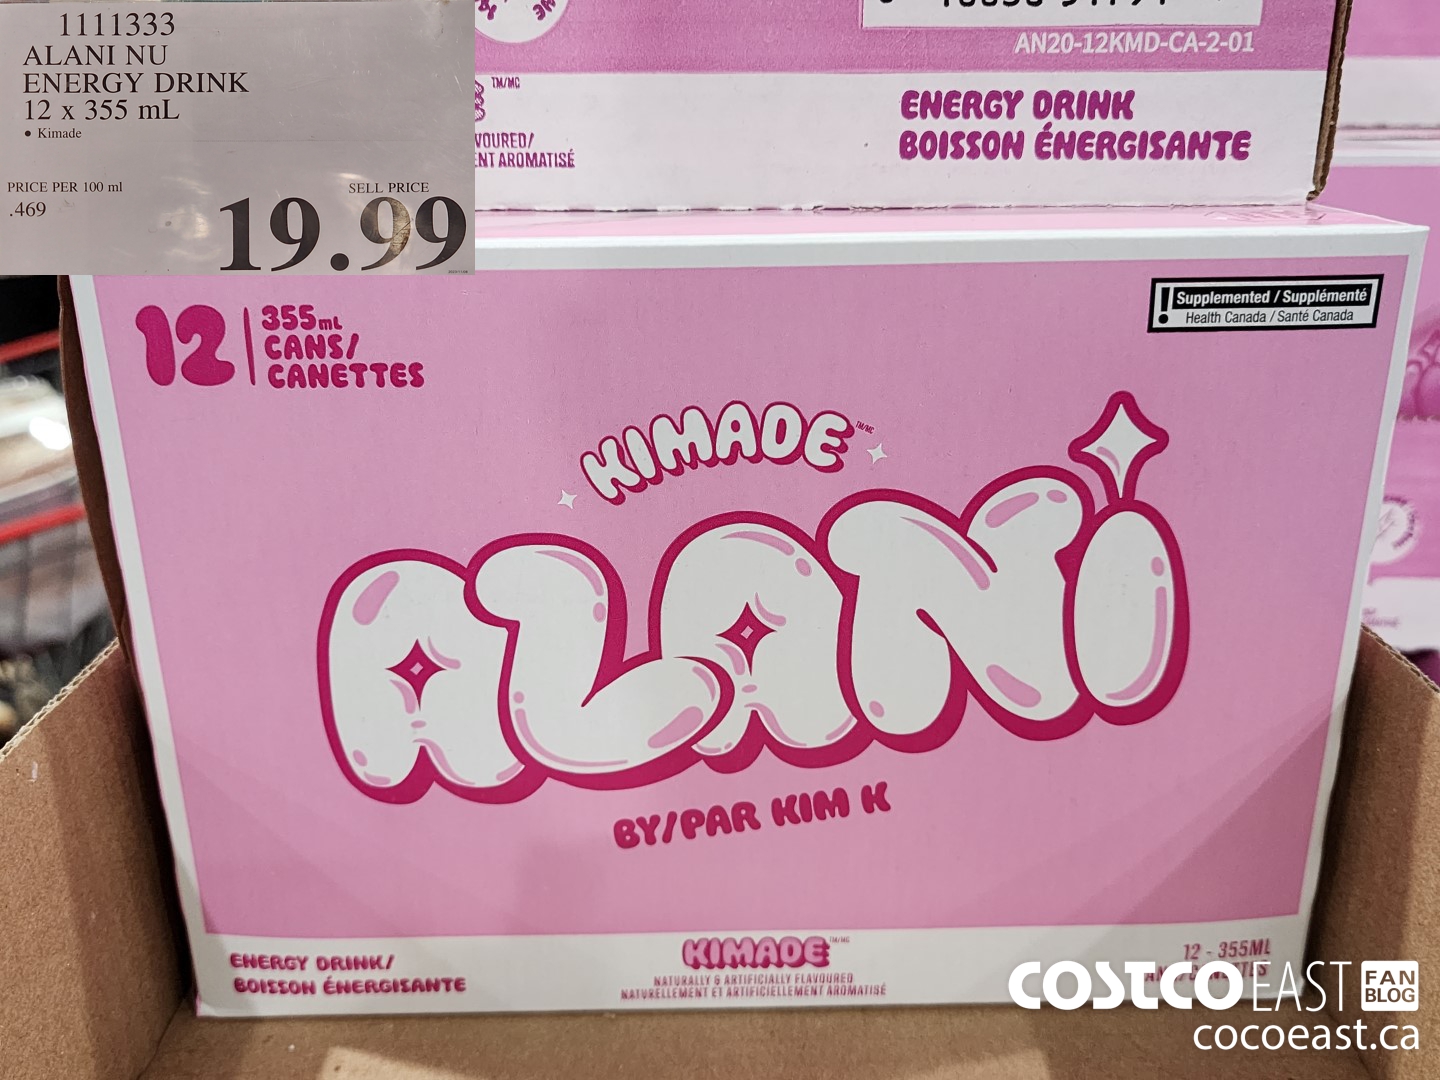 1111333
ALANI NU
ENERGY DRINK
12 x 355 mL
• Kimade
PRICE PER 100 ml
.469
SELL PRICE
19.99
AN20-12KMD-CA-2-01
TM/MC
ENERGY DRINK
BOISSON ÉNERGISANTE
12
355mL
CANS/
CANETTES
Supplemented / Supplémenté
Health Canada / Santé Canada
KIMADE TM/MC
ALANI
BY/PAR KIM K
ENERGY DRINK/
BOISSON ÉNERGISANTE
KIMADE TM/MC
NATURALLY & ARTIFICIALLY FLAVOURED
NATURELLEMENT ET ARTIFICIELLEMENT AROMATISÉ
12 - 355ML
COSTCO EAST FAN BLOG
cocoeast.ca